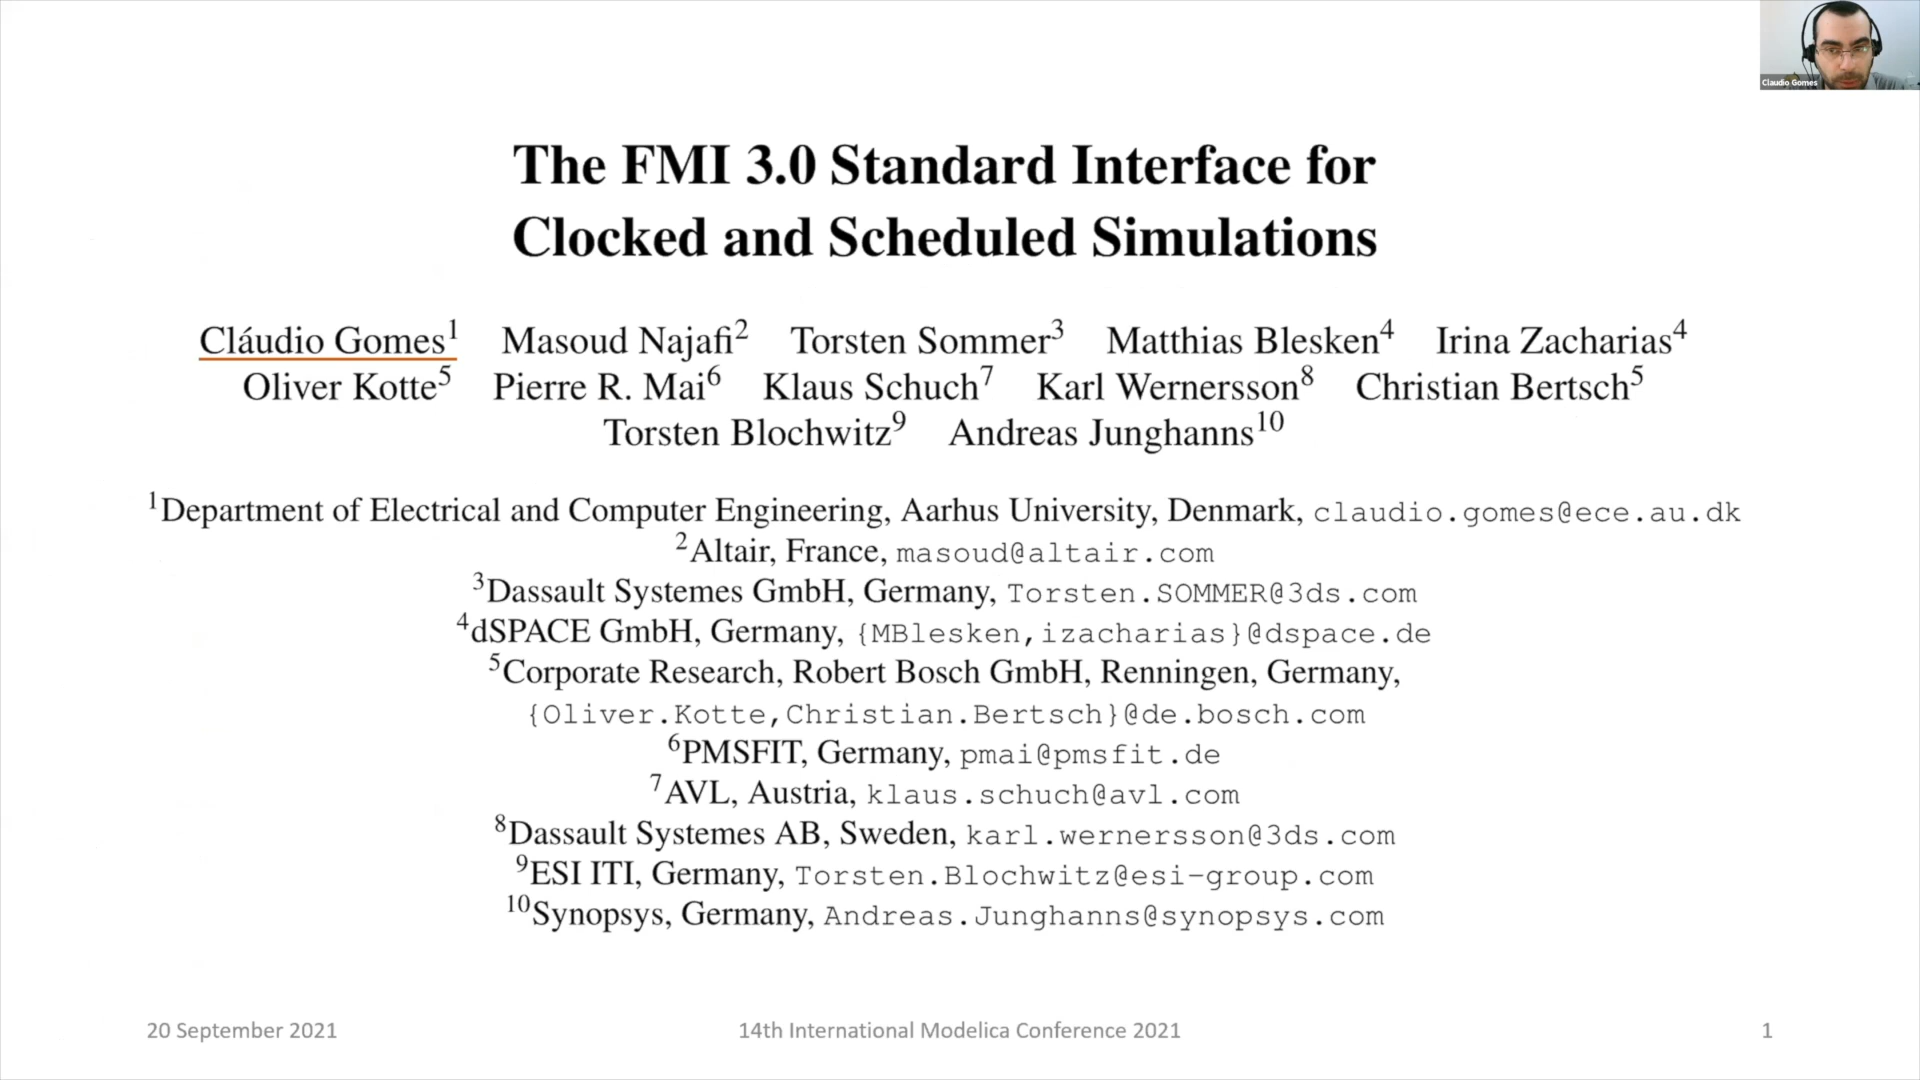 Claudio Gomes
The FMI 3.0 Standard Interface for
Clocked and Scheduled Simulations
Cláudio Gomes1 Masoud Najafi2 Torsten Sommer3 Matthias Blesken4 Irina Zacharias4
Oliver Kotte5 Pierre R. Mai6 Klaus Schuch7 Karl Wernersson8 Christian Bertsch5
Torsten Blochwitz9 Andreas Junghanns10
1Department of Electrical and Computer Engineering, Aarhus University, Denmark, claudio.gomes@ece.au.dk
2Altair, France, masoud@altair.com
3Dassault Systemes GmbH, Germany, Torsten.SOMMER@3ds.com
4dSPACE GmbH, Germany, {MBlesken,izacharias}@dspace.de
5Corporate Research, Robert Bosch GmbH, Renningen, Germany,
{Oliver.Kotte,Christian.Bertsch}@de.bosch.com
6PMSFIT, Germany, pmai@pmsfit.de
7AVL, Austria, klaus.schuch@avl.com
8Dassault Systemes AB, Sweden, karl.wernersson@3ds.com
9ESI ITI, Germany, Torsten.Blochwitz@esi-group.com
10Synopsys, Germany, Andreas.Junghanns@synopsys.com
20 September 2021
14th International Modelica Conference 2021
1